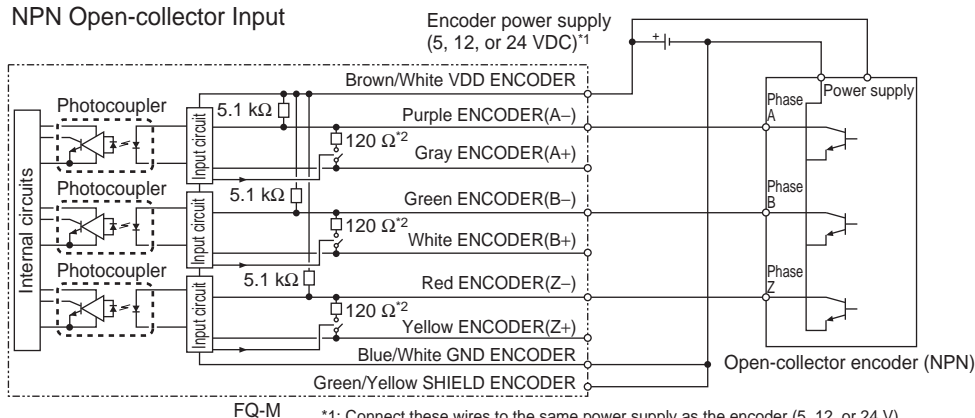 NPN Open-collector Input
Encoder power supply
(5, 12, or 24 VDC)*1
+
Brown/White VDD ENCODER
Photocoupler
5.1 kΩ
Purple ENCODER(A–)
120 Ω*2
Gray ENCODER(A+)
Input circuit
Photocoupler
5.1 kΩ
Green ENCODER(B–)
120 Ω*2
White ENCODER(B+)
Input circuit
Internal circuits
Photocoupler
5.1 kΩ
Red ENCODER(Z–)
120 Ω*2
Yellow ENCODER(Z+)
Input circuit
Blue/White GND ENCODER
Green/Yellow SHIELD ENCODER
FQ-M
Power supply
Phase
A
Phase
B
Phase
Z
Open-collector encoder (NPN)
*1: Connect these wires to the same power supply as the encoder (5, 12, or 24 V)